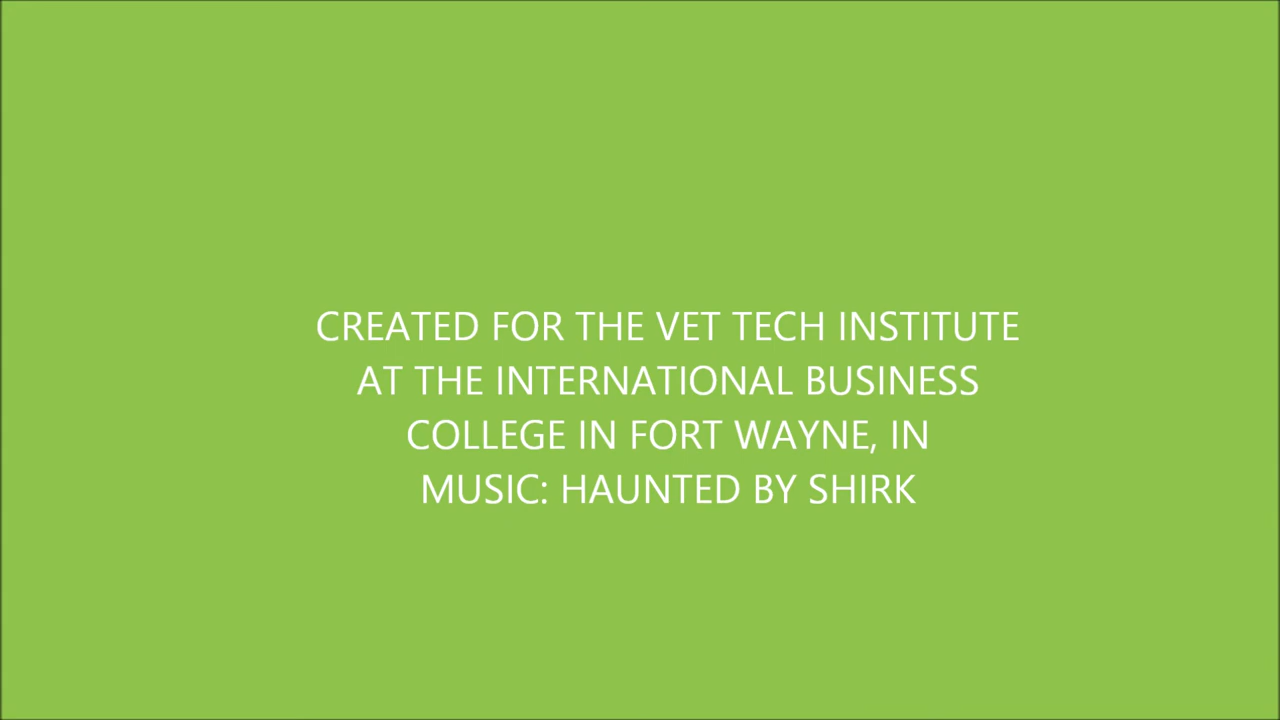 CREATED FOR THE VET TECH INSTITUTE
AT THE INTERNATIONAL BUSINESS
COLLEGE IN FORT WAYNE, IN
MUSIC: HAUNTED BY SHIRK